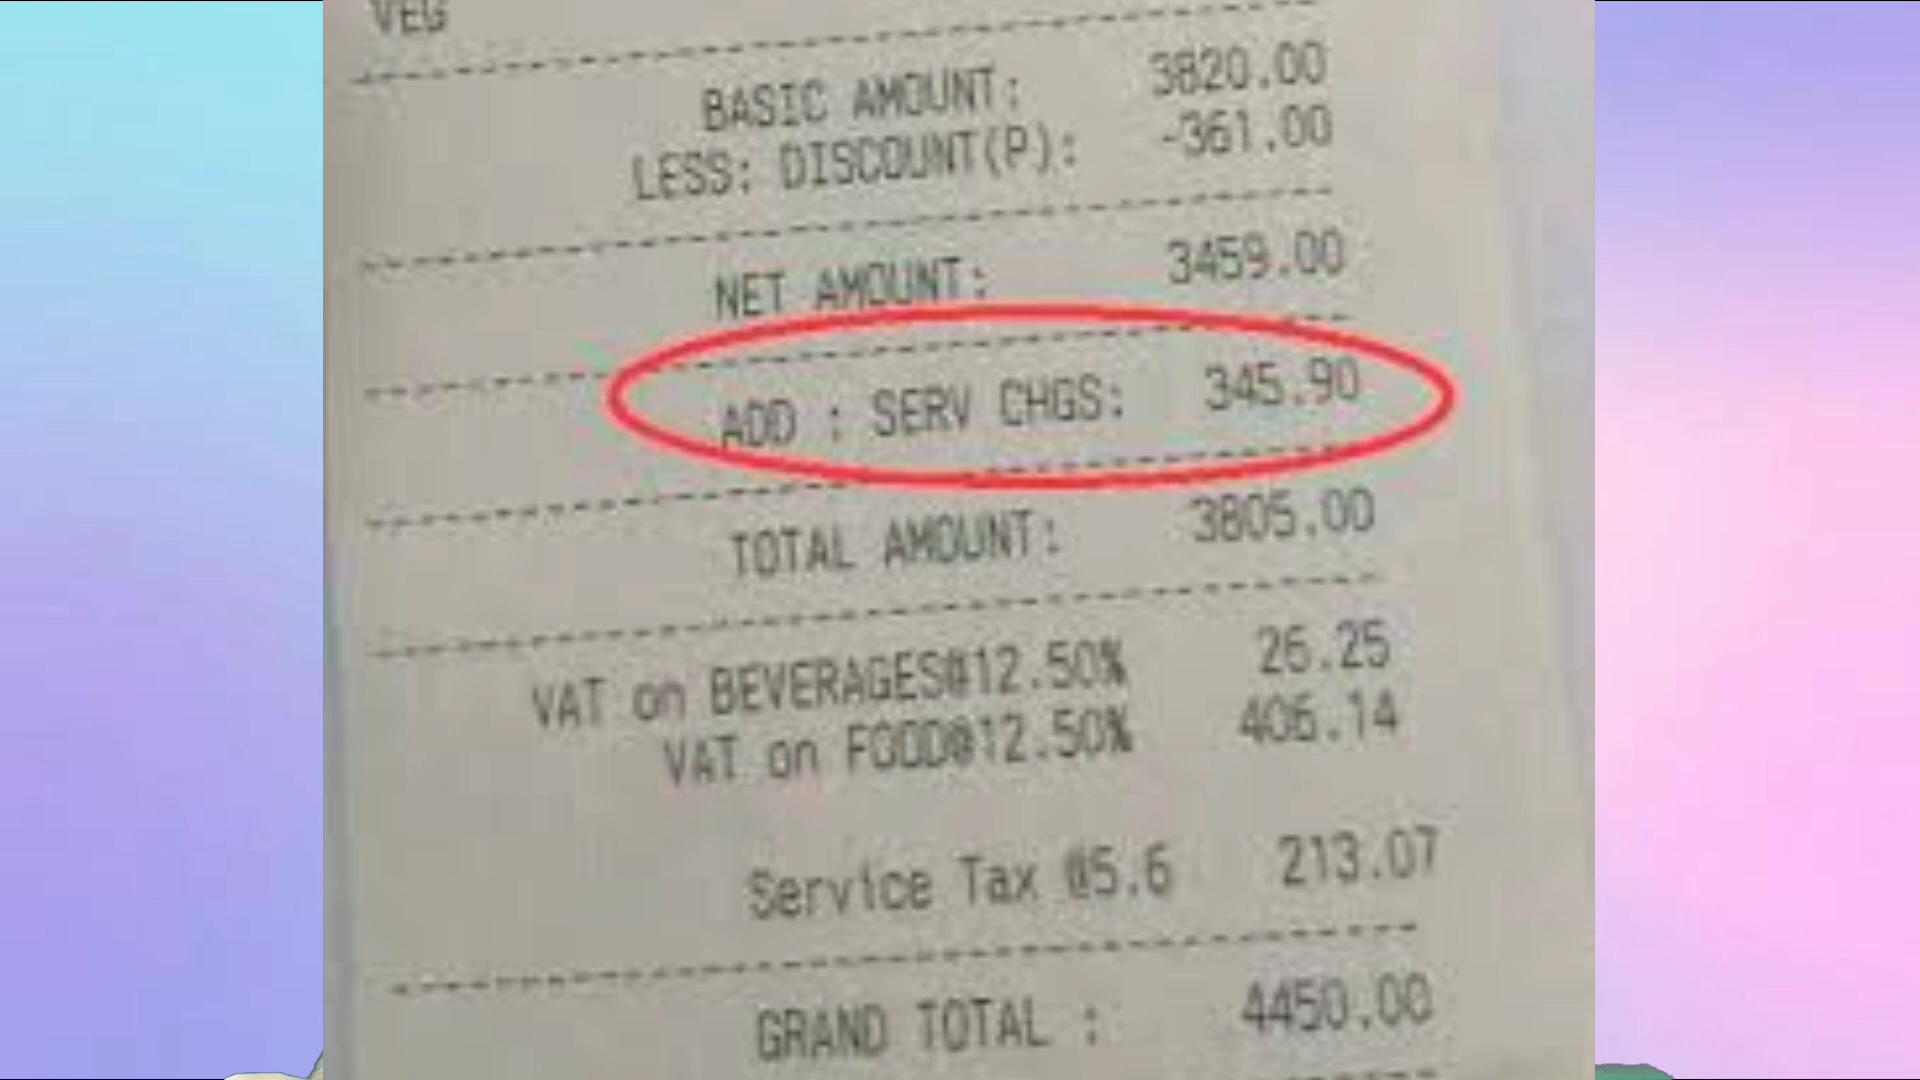 VEG
BASIC AMOUNT: 3820.00
LESS: DISCOUNT(P): -361.00
NET AMOUNT: 3459.00
ADD : SERV CHGS: 345.90
TOTAL AMOUNT: 3805.00
VAT on BEVERAGES@12.50% 26.25
VAT on FOOD@12.50% 406.14
Service Tax @5.6 213.07
GRAND TOTAL : 4450.00